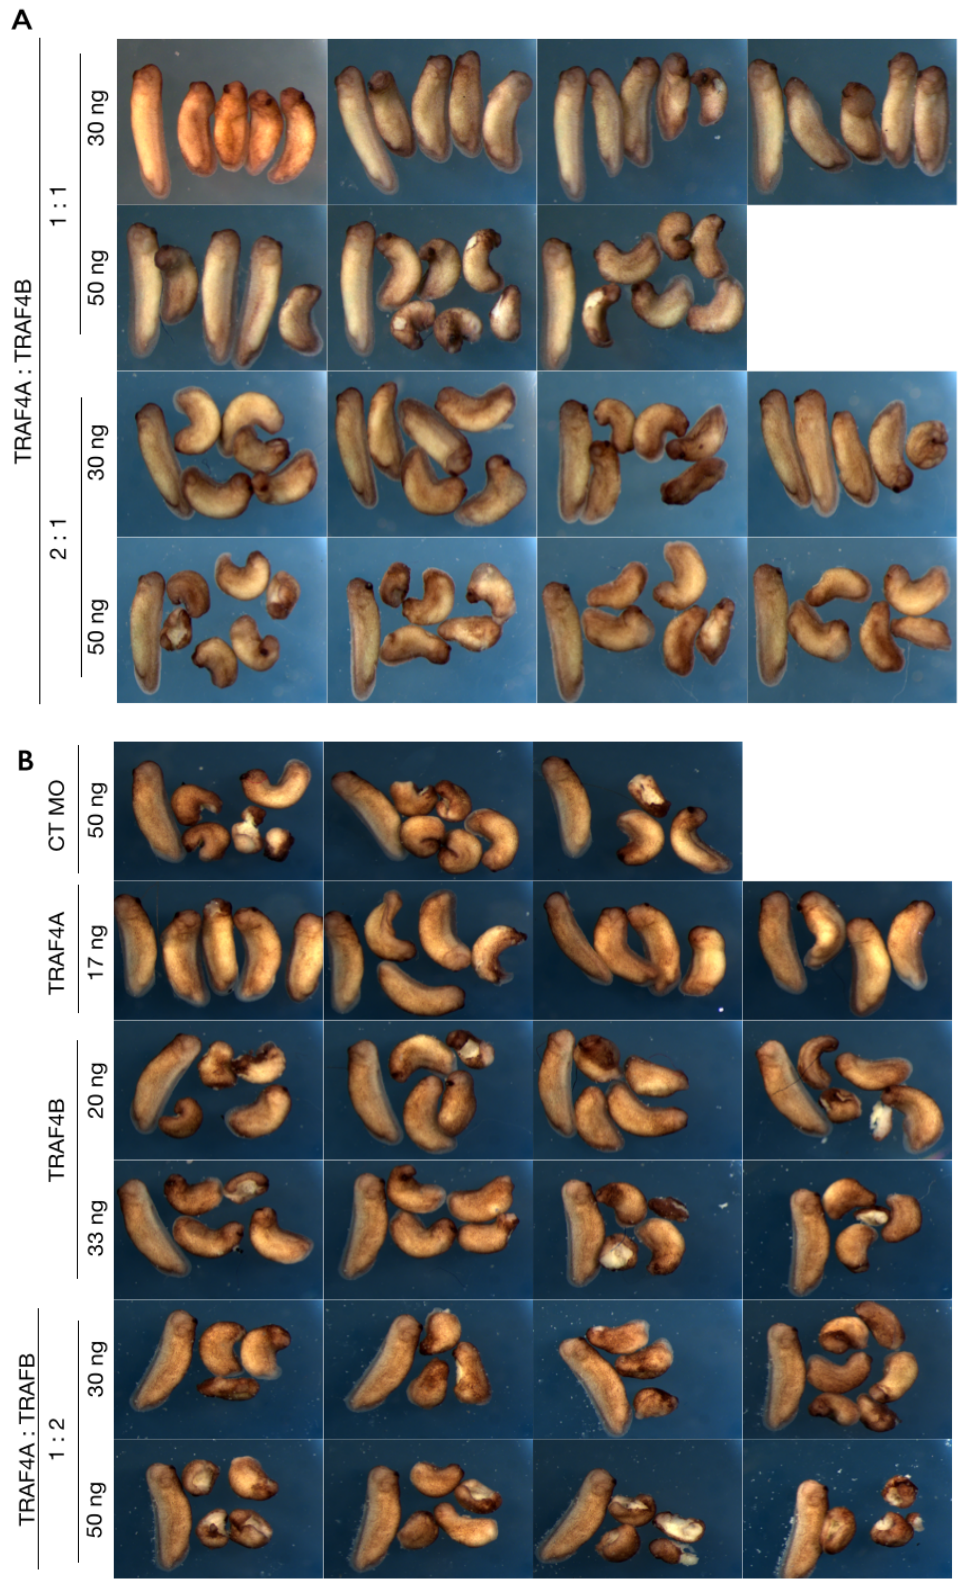 A
TRAF4A : TRAF4B
1 : 1
30 ng
50 ng
2 : 1
30 ng
50 ng
B
CT MO
50 ng
TRAF4A
17 ng
TRAF4B
20 ng
33 ng
TRAF4A : TRAFB
1 : 2
30 ng
50 ng